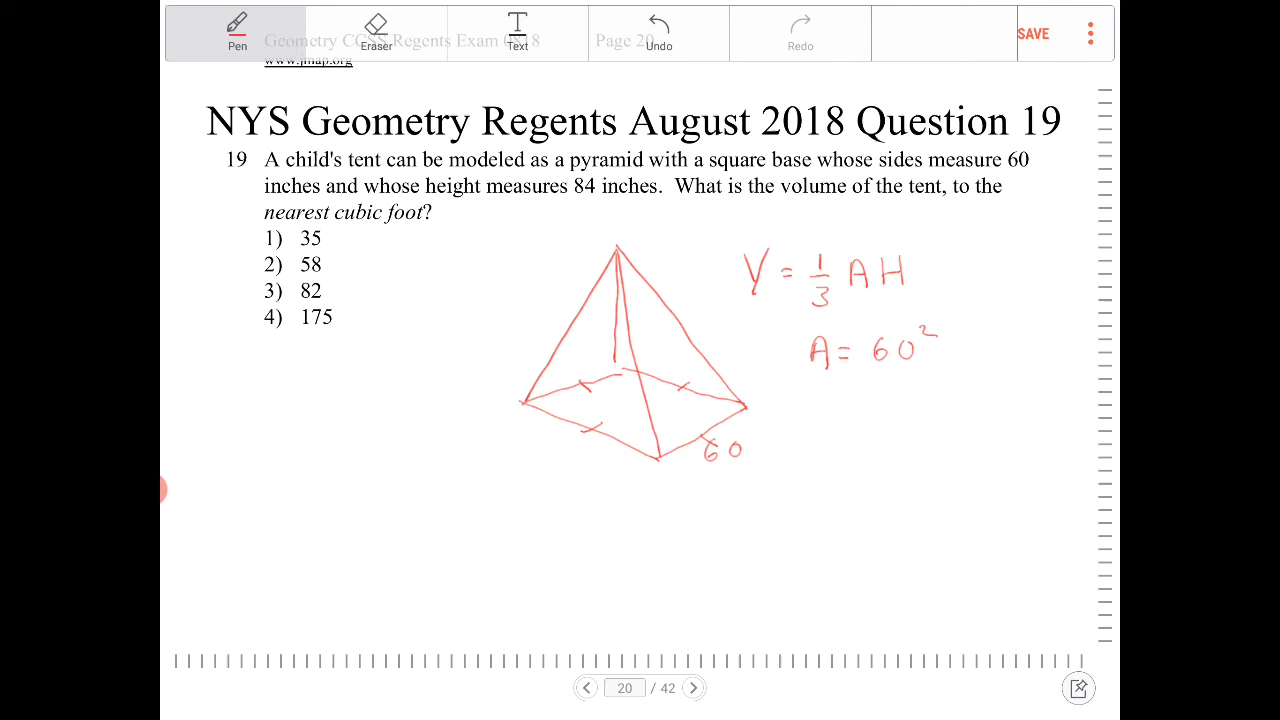 Pen
Eraser
Text
Undo
Redo
SAVE
Geometry CCSS Regents Exam 0818 Page 20
www.jmap.org
NYS Geometry Regents August 2018 Question 19
19 A child's tent can be modeled as a pyramid with a square base whose sides measure 60
inches and whose height measures 84 inches. What is the volume of the tent, to the
nearest cubic foot?
1) 35
2) 58
3) 82
4) 175
V = 1/3 AH
A = 60²
60
20 / 42